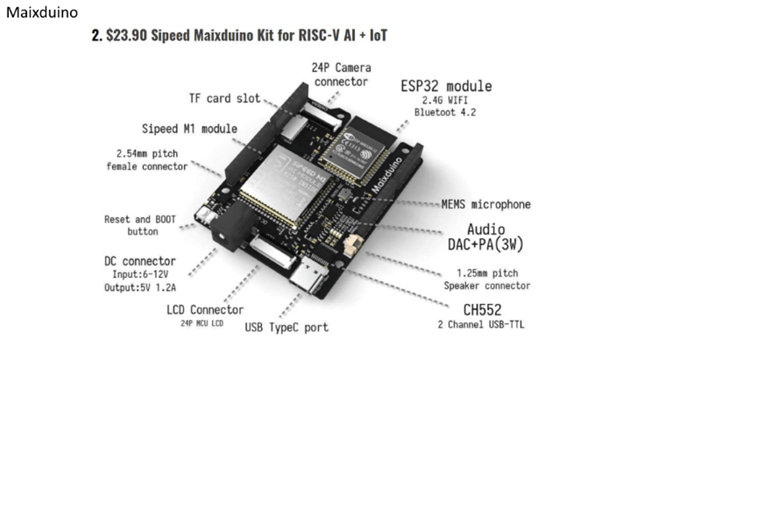 Maixduino
2. $23.90 Sipeed Maixduino Kit for RISC-V AI + IoT
24P Camera
connector
ESP32 module
2.4G WIFI
Bluetoot 4.2
TF card slot
Sipeed M1 module
2.54mm pitch
female connector
Maixduino
MEMS microphone
Reset and BOOT
button
Audio
DAC+PA(3W)
DC connector
Input:6-12V
Output:5V 1.2A
1.25mm pitch
Speaker connector
LCD Connector
24P MCU LCD
USB TypeC port
CH552
2 Channel USB-TTL